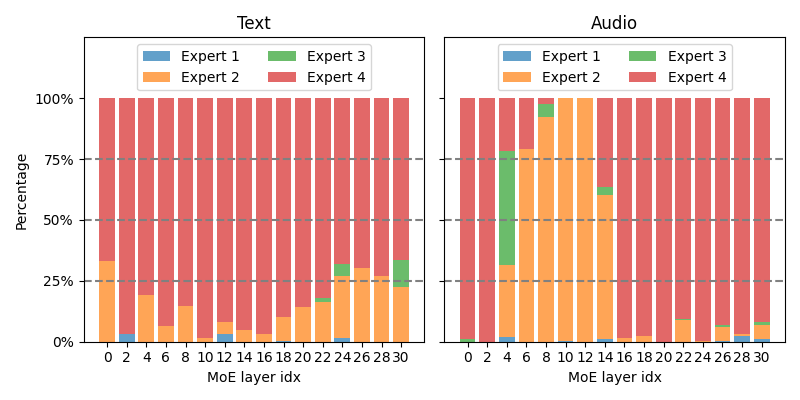 Text
Audio
Expert 1 Expert 3
Expert 2 Expert 4
Expert 1 Expert 3
Expert 2 Expert 4
Percentage
100%
75%
50%
25%
0%
0 2 4 6 8 10 12 14 16 18 20 22 24 26 28 30
0 2 4 6 8 10 12 14 16 18 20 22 24 26 28 30
MoE layer idx
MoE layer idx